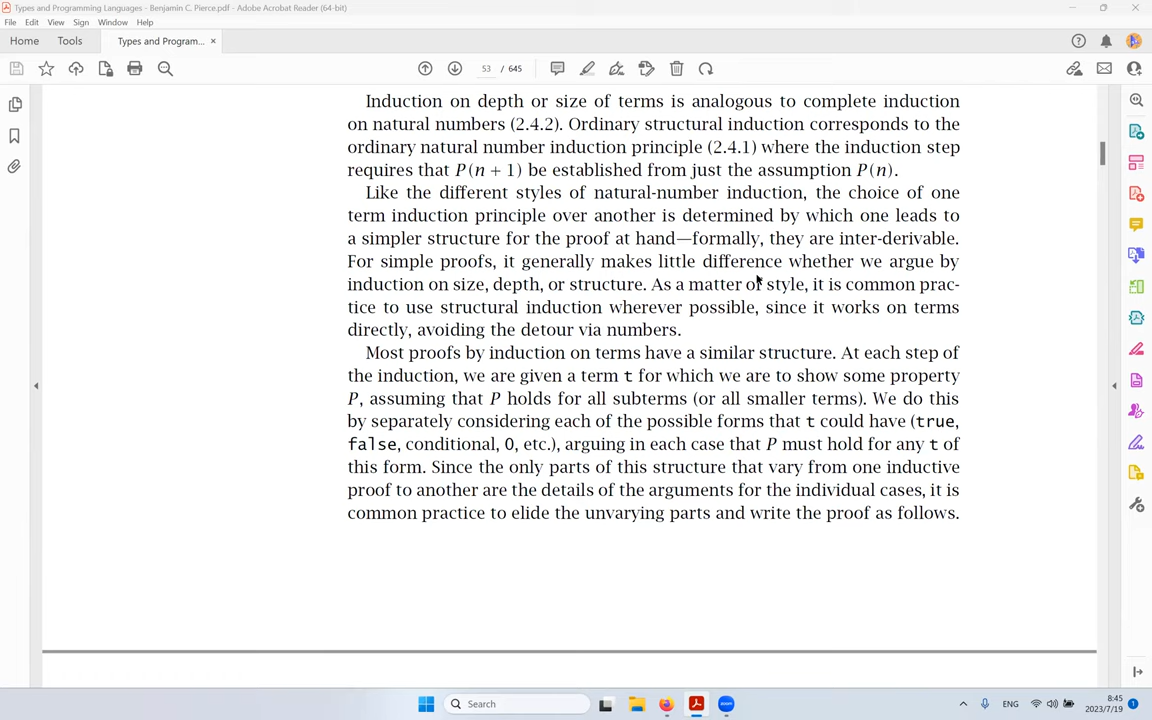 Types and Programming Languages - Benjamin C. Pierce.pdf - Adobe Acrobat Reader (64-bit)
File Edit View Sign Window Help
Home Tools Types and Program... ×
53 / 645
Induction on depth or size of terms is analogous to complete induction
on natural numbers (2.4.2). Ordinary structural induction corresponds to the
ordinary natural number induction principle (2.4.1) where the induction step
requires that P(n + 1) be established from just the assumption P(n).
Like the different styles of natural-number induction, the choice of one
term induction principle over another is determined by which one leads to
a simpler structure for the proof at hand—formally, they are inter-derivable.
For simple proofs, it generally makes little difference whether we argue by
induction on size, depth, or structure. As a matter of style, it is common prac-
tice to use structural induction wherever possible, since it works on terms
directly, avoiding the detour via numbers.
Most proofs by induction on terms have a similar structure. At each step of
the induction, we are given a term t for which we are to show some property
P, assuming that P holds for all subterms (or all smaller terms). We do this
by separately considering each of the possible forms that t could have (true,
false, conditional, 0, etc.), arguing in each case that P must hold for any t of
this form. Since the only parts of this structure that vary from one inductive
proof to another are the details of the arguments for the individual cases, it is
common practice to elide the unvarying parts and write the proof as follows.
Search
zoom
ENG
8:45
2023/7/19
1